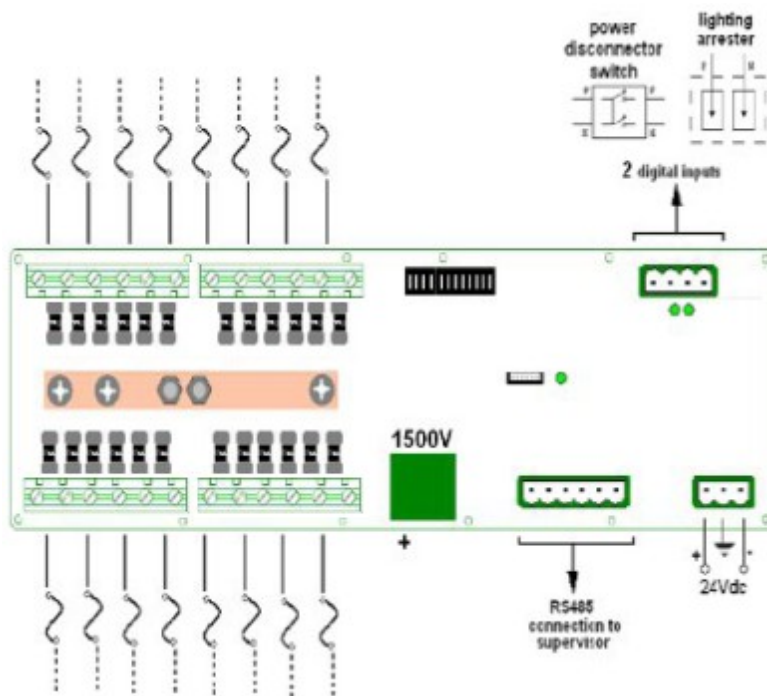 power
disconnector
switch
lighting
arrester
2 digital inputs
1500V
+
RS485
connection to
supervisor
+
-
24Vdc